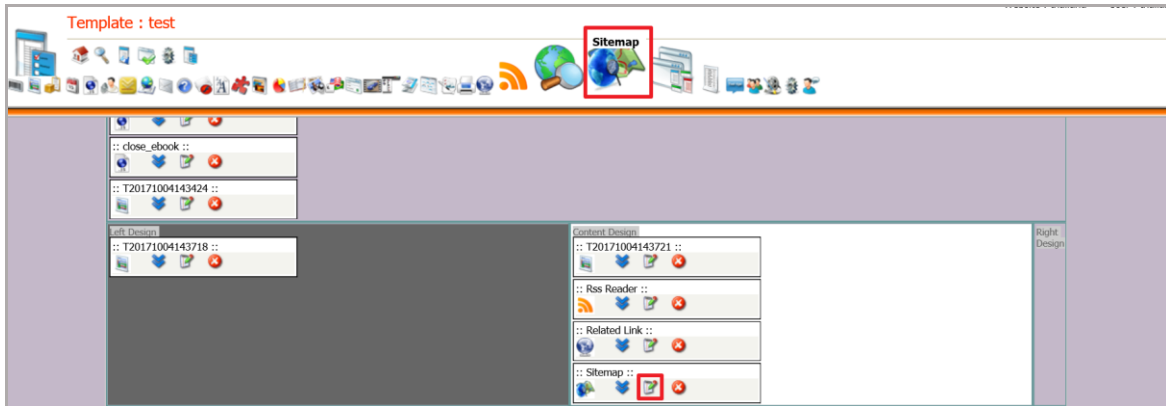 Template : test
Sitemap
:: close_ebook ::
:: T20171004143424 ::
Left Design
:: T20171004143718 ::
Content Design
:: T20171004143721 ::
:: Rss Reader ::
:: Related Link ::
:: Sitemap ::
Right
Design